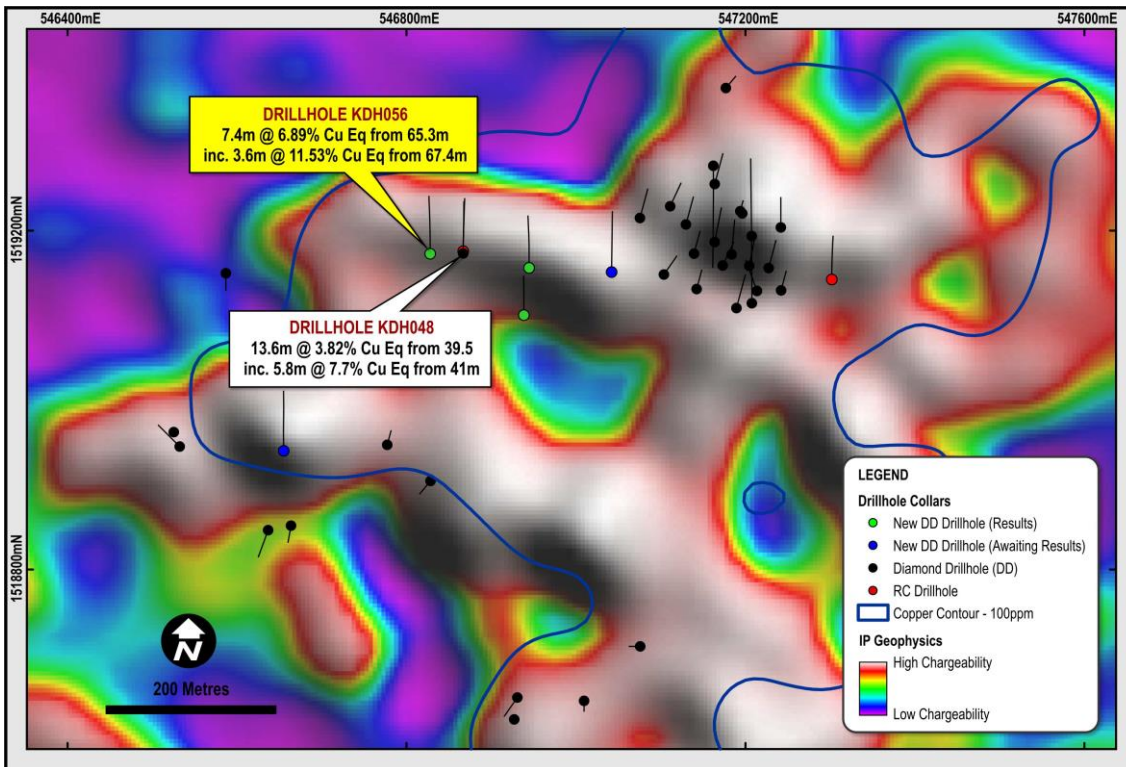 546400mE
546800mE
547200mE
547600mE
DRILLHOLE KDH056
7.4m @ 6.89% Cu Eq from 65.3m
inc. 3.6m @ 11.53% Cu Eq from 67.4m
1519200mN
DRILLHOLE KDH048
13.6m @ 3.82% Cu Eq from 39.5
inc. 5.8m @ 7.7% Cu Eq from 41m
1518800mN
N
200 Metres
LEGEND
Drillhole Collars
New DD Drillhole (Results)
New DD Drillhole (Awaiting Results)
Diamond Drillhole (DD)
RC Drillhole
Copper Contour - 100ppm
IP Geophysics
High Chargeability
Low Chargeability